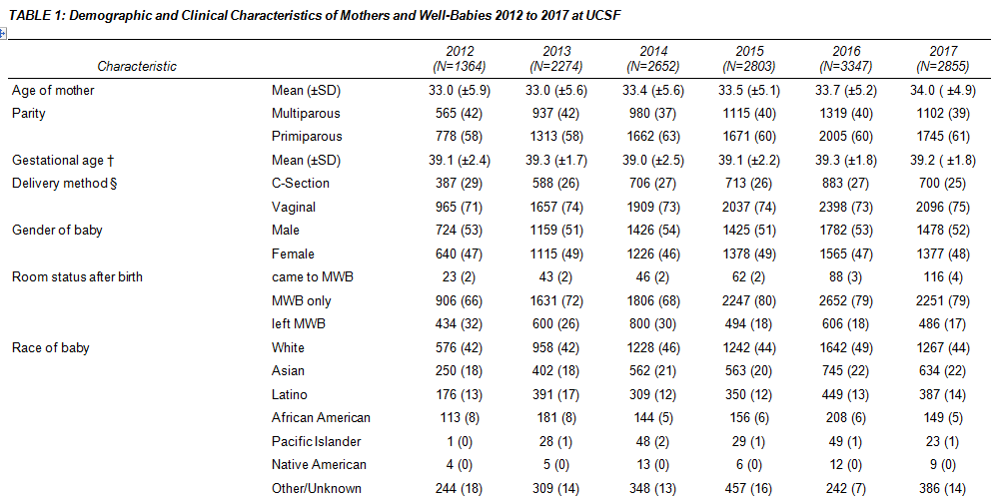 TABLE 1: Demographic and Clinical Characteristics of Mothers and Well-Babies 2012 to 2017 at UCSF
2012 2013 2014 2015 2016 2017
Characteristic (N=1364) (N=2274) (N=2652) (N=2803) (N=3347) (N=2855)
Age of mother Mean (±SD) 33.0 (±5.9) 33.0 (±5.6) 33.4 (±5.6) 33.5 (±5.1) 33.7 (±5.2) 34.0 ( ±4.9)
Parity Multiparous 565 (42) 937 (42) 980 (37) 1115 (40) 1319 (40) 1102 (39)
Primiparous 778 (58) 1313 (58) 1662 (63) 1671 (60) 2005 (60) 1745 (61)
Gestational age † Mean (±SD) 39.1 (±2.4) 39.3 (±1.7) 39.0 (±2.5) 39.1 (±2.2) 39.3 (±1.8) 39.2 ( ±1.8)
Delivery method § C-Section 387 (29) 588 (26) 706 (27) 713 (26) 883 (27) 700 (25)
Vaginal 965 (71) 1657 (74) 1909 (73) 2037 (74) 2398 (73) 2096 (75)
Gender of baby Male 724 (53) 1159 (51) 1426 (54) 1425 (51) 1782 (53) 1478 (52)
Female 640 (47) 1115 (49) 1226 (46) 1378 (49) 1565 (47) 1377 (48)
Room status after birth came to MWB 23 (2) 43 (2) 46 (2) 62 (2) 88 (3) 116 (4)
MWB only 906 (66) 1631 (72) 1806 (68) 2247 (80) 2652 (79) 2251 (79)
left MWB 434 (32) 600 (26) 800 (30) 494 (18) 606 (18) 486 (17)
Race of baby White 576 (42) 958 (42) 1228 (46) 1242 (44) 1642 (49) 1267 (44)
Asian 250 (18) 402 (18) 562 (21) 563 (20) 745 (22) 634 (22)
Latino 176 (13) 391 (17) 309 (12) 350 (12) 449 (13) 387 (14)
African American 113 (8) 181 (8) 144 (5) 156 (6) 208 (6) 149 (5)
Pacific Islander 1 (0) 28 (1) 48 (2) 29 (1) 49 (1) 23 (1)
Native American 4 (0) 5 (0) 13 (0) 6 (0) 12 (0) 9 (0)
Other/Unknown 244 (18) 309 (14) 348 (13) 457 (16) 242 (7) 386 (14)